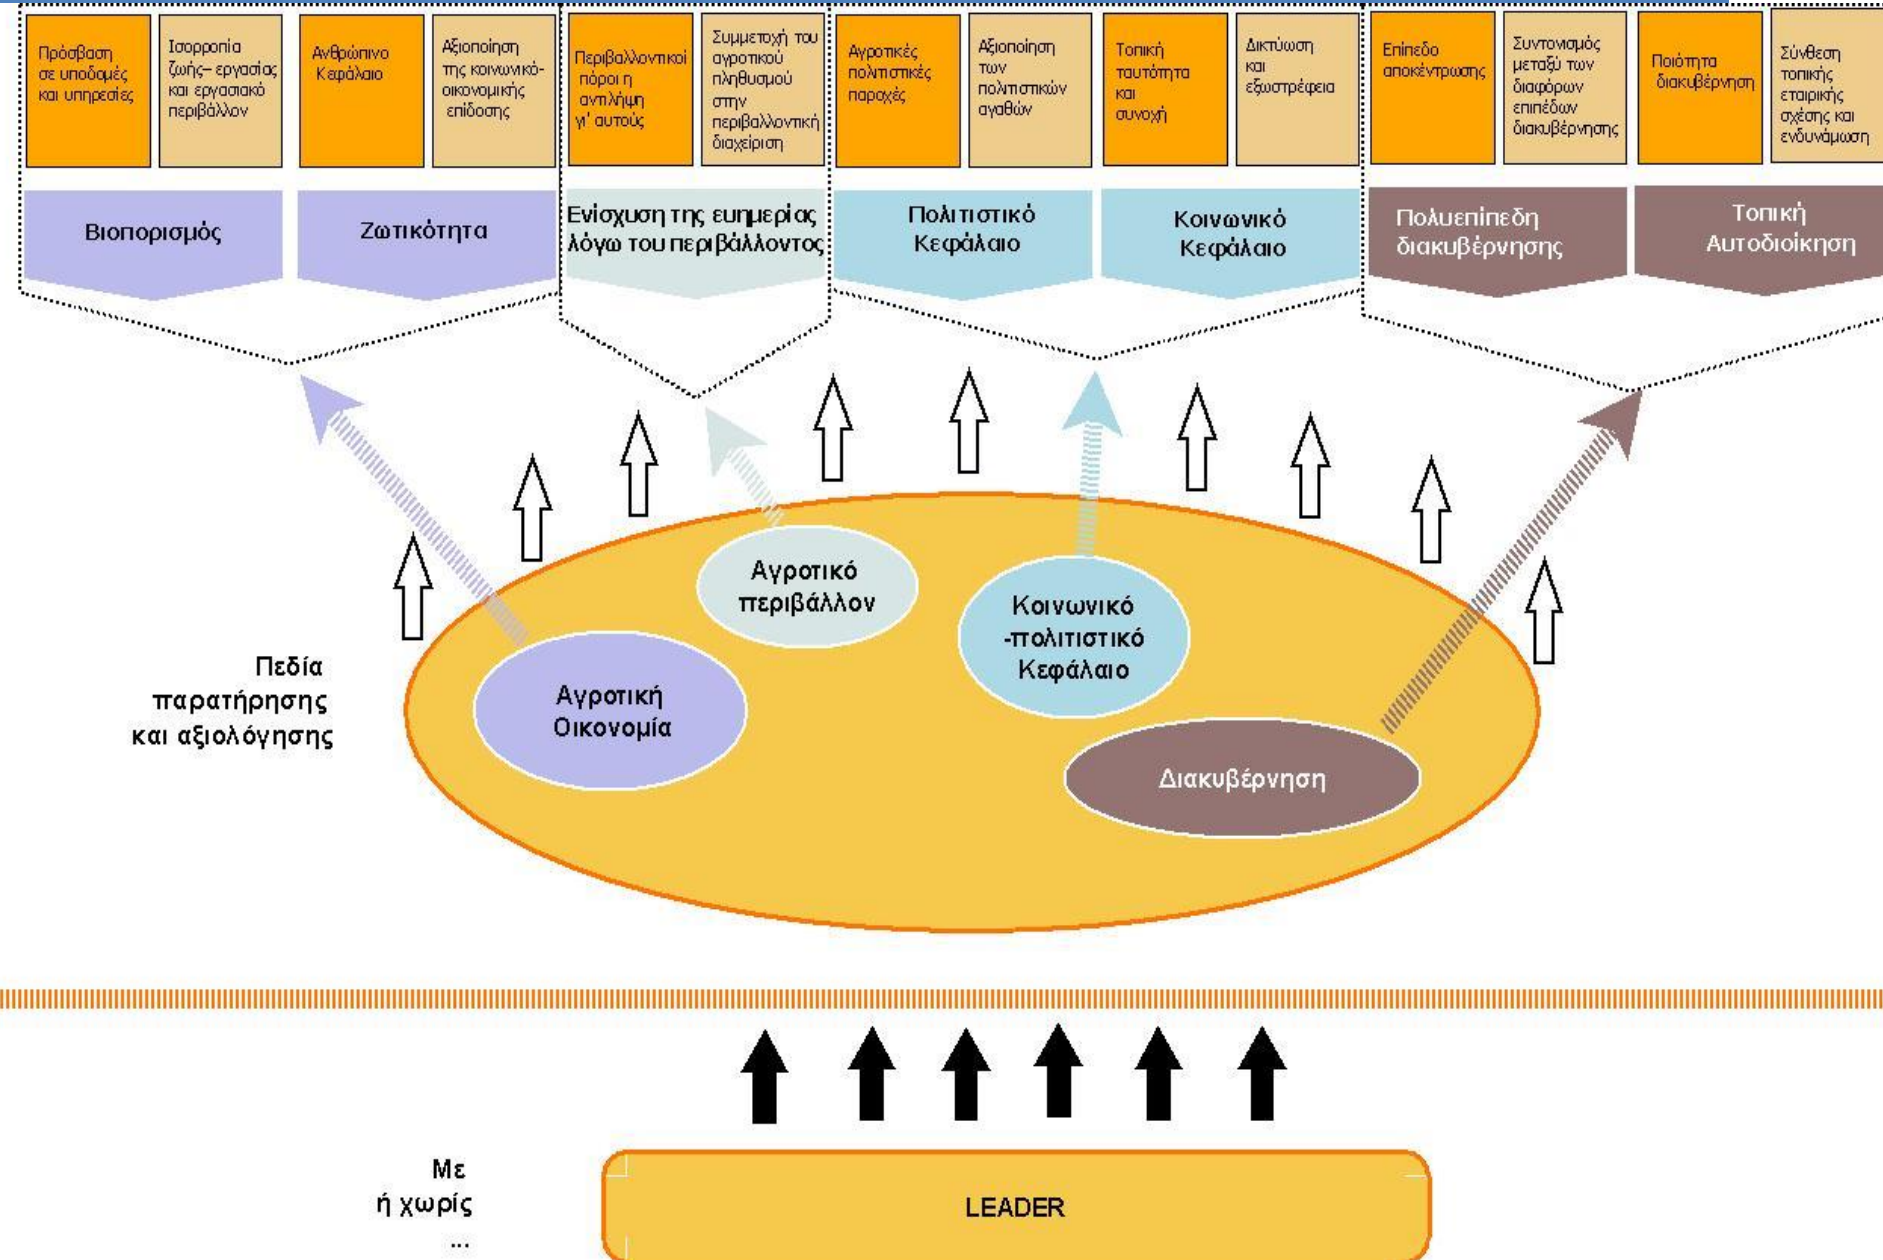 Πρόσβαση
σε υποδομές
και υπηρεσίες
Ισορροπία
ζωής– εργασίας
και εργασιακό
περιβάλλον
Ανθρώπινο
Κεφάλαιο
Αξιοποίηση
της κοινωνικό-
οικονομικής
επίδοσης
Περιβαλλοντικοί
πόροι η
αντιλήψη
γι' αυτούς
Συμμετοχή του
αγροτικού
πληθυσμού
στην
περιβαλλοντική
διαχείριση
Αγροτικές
πολιτιστικές
παροχές
Αξιοποίηση
των
πολιτιστικών
αγαθών
Τοπική
ταυτότητα
και
συνοχή
Δικτύωση
και
εξωστρέφεια
Επίπεδο
αποκέντρωσης
Συντονισμός
μεταξύ των
διαφόρων
επιπέδων
διακυβέρνησης
Ποιότητα
διακυβέρνηση
Σύνθεση
τοπικής
εταιρικής
σχέσης και
ενδυνάμωση
Βιοπορισμός
Ζωτικότητα
Ενίσχυση της ευημερίας
λόγω του περιβάλλοντος
Πολιτιστικό
Κεφάλαιο
Κοινωνικό
Κεφάλαιο
Πολυεπίπεδη
διακυβέρνησης
Τοπική
Αυτοδιοίκηση
Αγροτικό
περιβάλλον
Κοινωνικό
-πολιτιστικό
Κεφάλαιο
Πεδία
παρατήρησης
και αξιολόγησης
Αγροτική
Οικονομία
Διακυβέρνηση
Με
ή χωρίς
...
LEADER